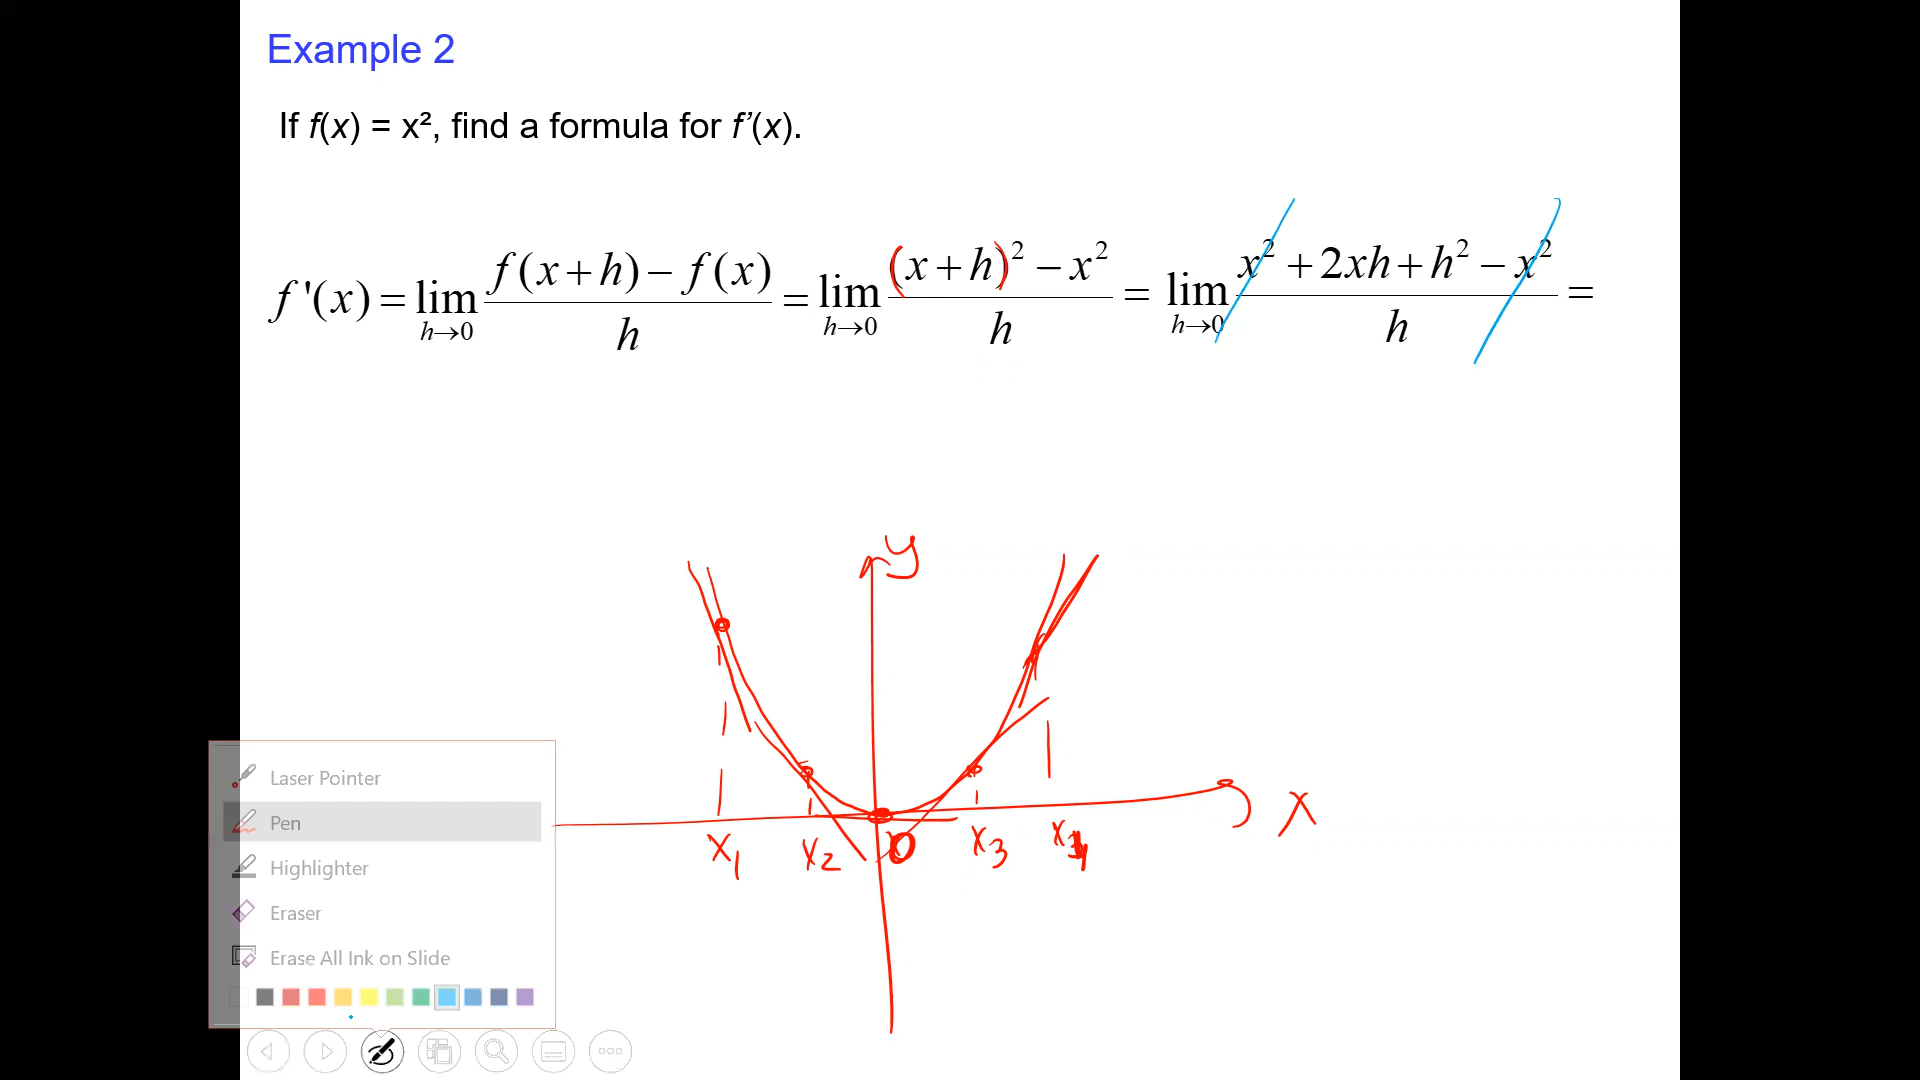 Example 2
If f(x) = x², find a formula for f’(x).
f '(x) = lim h→0 f(x+h) − f(x) / h = lim h→0 (x+h)² − x² / h = lim h→0 x² + 2xh + h² − x² / h =
y
x
x₁ x₂ 0 x₃ x₄
Laser Pointer
Pen
Highlighter
Eraser
Erase All Ink on Slide